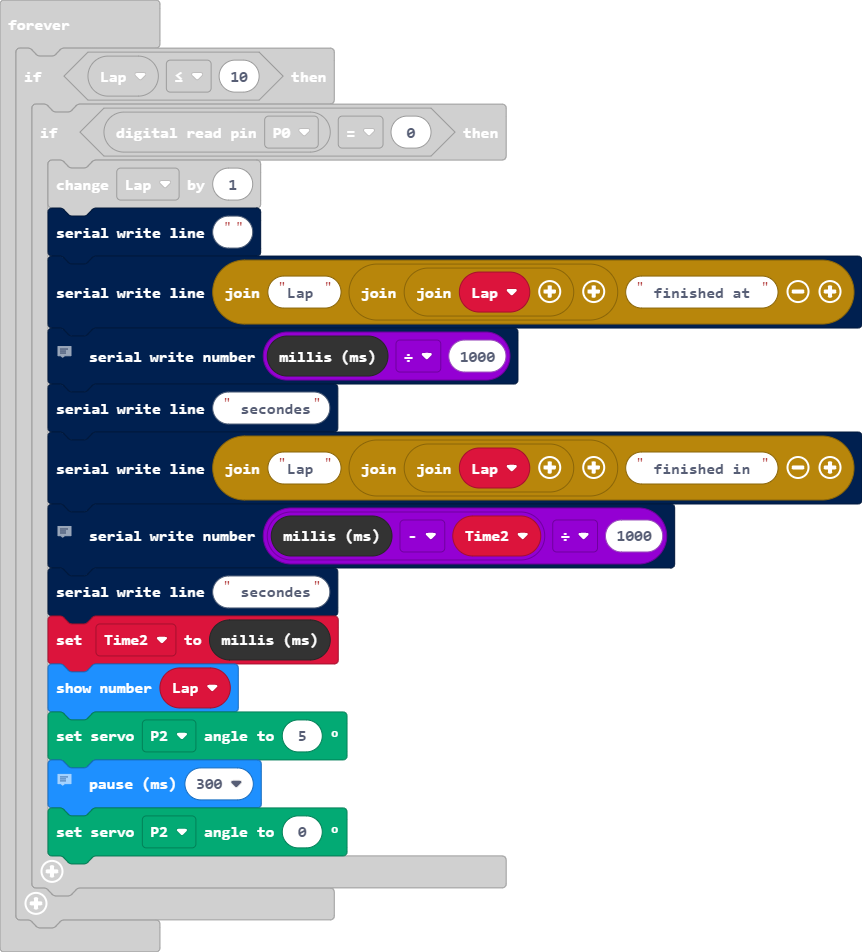 forever
if Lap ≤ 10 then
if digital read pin P0 = 0 then
change Lap by 1
serial write line " "
serial write line join "Lap " join join Lap " finished at "
serial write number millis (ms) ÷ 1000
serial write line " secondes"
serial write line join "Lap " join join Lap " finished in "
serial write number millis (ms) - Time2 ÷ 1000
serial write line " secondes"
set Time2 to millis (ms)
show number Lap
set servo P2 angle to 5 °
pause (ms) 300
set servo P2 angle to 0 °